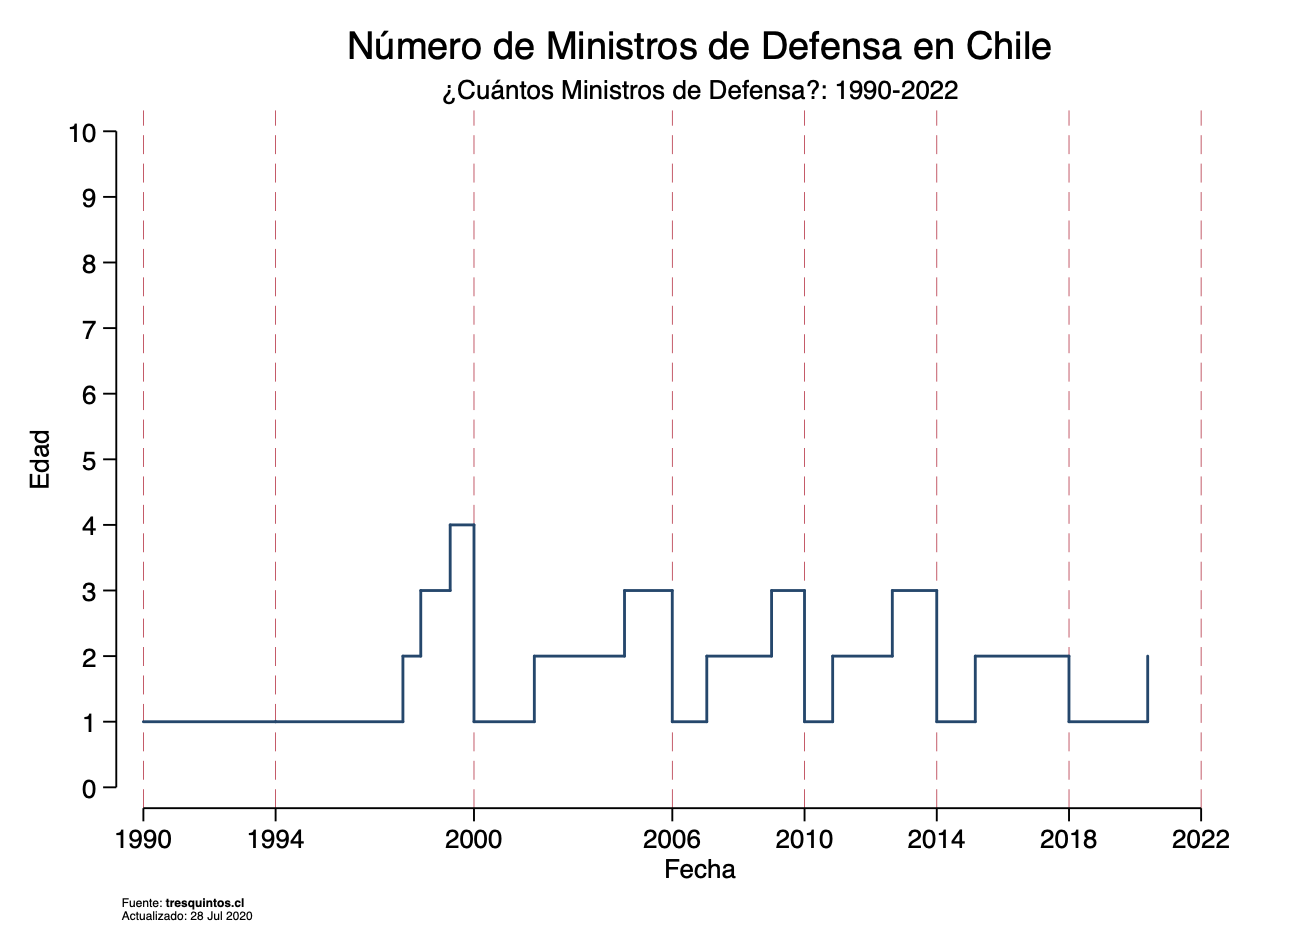 Número de Ministros de Defensa en Chile
¿Cuántos Ministros de Defensa?: 1990-2022
10
9
8
7
6
5
4
3
2
1
0
Edad
1990 1994 2000 2006 2010 2014 2018 2022
Fecha
Fuente: tresquintos.cl
Actualizado: 28 Jul 2020